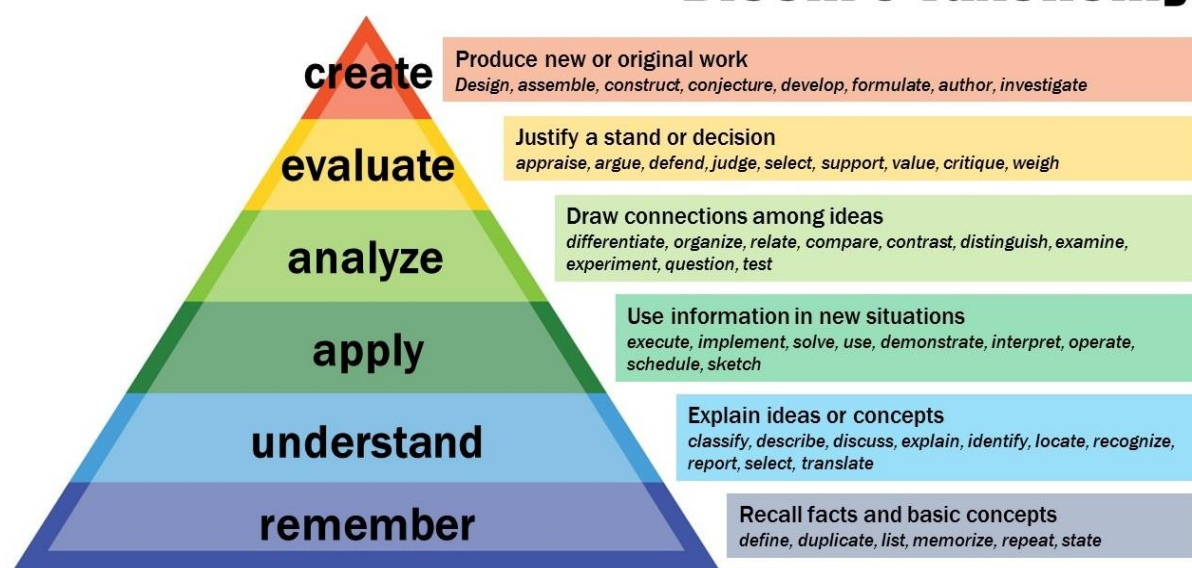 Bloom's Taxonomy
create
Produce new or original work
Design, assemble, construct, conjecture, develop, formulate, author, investigate
evaluate
Justify a stand or decision
appraise, argue, defend, judge, select, support, value, critique, weigh
analyze
Draw connections among ideas
differentiate, organize, relate, compare, contrast, distinguish, examine,
experiment, question, test
apply
Use information in new situations
execute, implement, solve, use, demonstrate, interpret, operate,
schedule, sketch
understand
Explain ideas or concepts
classify, describe, discuss, explain, identify, locate, recognize,
report, select, translate
remember
Recall facts and basic concepts
define, duplicate, list, memorize, repeat, state